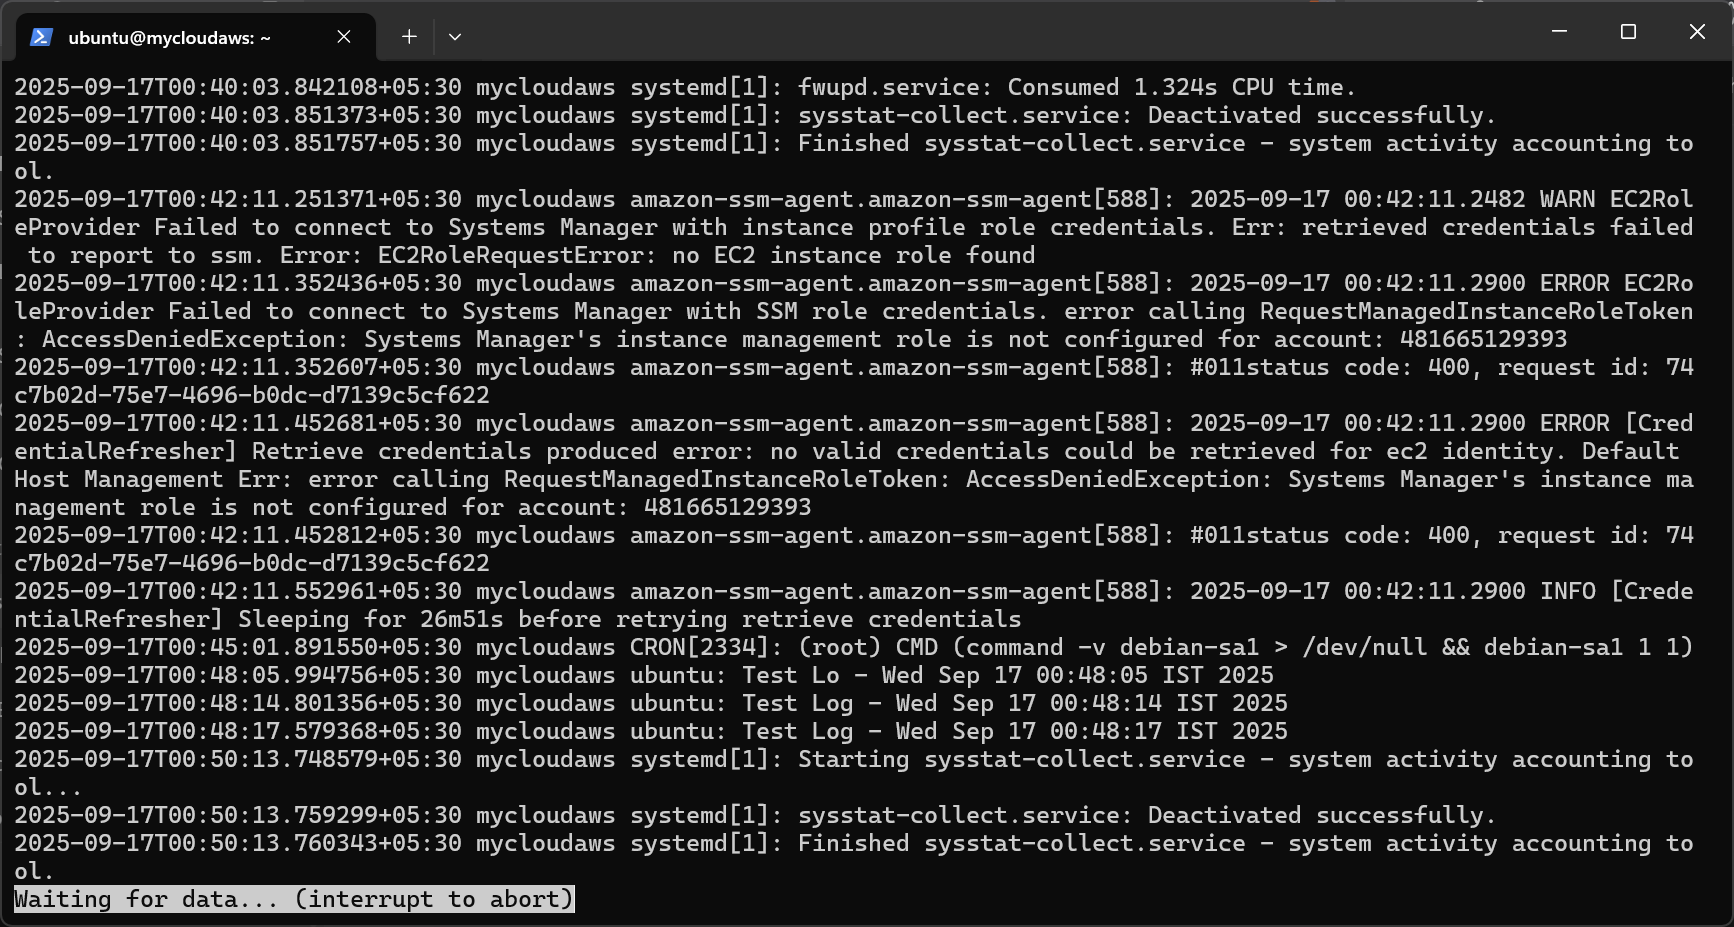 ubuntu@mycloudaws: ~
2025-09-17T00:40:03.842108+05:30 mycloudaws systemd[1]: fwupd.service: Consumed 1.324s CPU time.
2025-09-17T00:40:03.851373+05:30 mycloudaws systemd[1]: sysstat-collect.service: Deactivated successfully.
2025-09-17T00:40:03.851757+05:30 mycloudaws systemd[1]: Finished sysstat-collect.service - system activity accounting to
ol.
2025-09-17T00:42:11.251371+05:30 mycloudaws amazon-ssm-agent.amazon-ssm-agent[588]: 2025-09-17 00:42:11.2482 WARN EC2Rol
eProvider Failed to connect to Systems Manager with instance profile role credentials. Err: retrieved credentials failed
 to report to ssm. Error: EC2RoleRequestError: no EC2 instance role found
2025-09-17T00:42:11.352436+05:30 mycloudaws amazon-ssm-agent.amazon-ssm-agent[588]: 2025-09-17 00:42:11.2900 ERROR EC2Ro
leProvider Failed to connect to Systems Manager with SSM role credentials. error calling RequestManagedInstanceRoleToken
: AccessDeniedException: Systems Manager's instance management role is not configured for account: 481665129393
2025-09-17T00:42:11.352607+05:30 mycloudaws amazon-ssm-agent.amazon-ssm-agent[588]: #011status code: 400, request id: 74
c7b02d-75e7-4696-b0dc-d7139c5cf622
2025-09-17T00:42:11.452681+05:30 mycloudaws amazon-ssm-agent.amazon-ssm-agent[588]: 2025-09-17 00:42:11.2900 ERROR [Cred
entialRefresher] Retrieve credentials produced error: no valid credentials could be retrieved for ec2 identity. Default 
Host Management Err: error calling RequestManagedInstanceRoleToken: AccessDeniedException: Systems Manager's instance ma
nagement role is not configured for account: 481665129393
2025-09-17T00:42:11.452812+05:30 mycloudaws amazon-ssm-agent.amazon-ssm-agent[588]: #011status code: 400, request id: 74
c7b02d-75e7-4696-b0dc-d7139c5cf622
2025-09-17T00:42:11.552961+05:30 mycloudaws amazon-ssm-agent.amazon-ssm-agent[588]: 2025-09-17 00:42:11.2900 INFO [Crede
ntialRefresher] Sleeping for 26m51s before retrying retrieve credentials
2025-09-17T00:45:01.891550+05:30 mycloudaws CRON[2334]: (root) CMD (command -v debian-sa1 > /dev/null && debian-sa1 1 1)
2025-09-17T00:48:05.994756+05:30 mycloudaws ubuntu: Test Lo - Wed Sep 17 00:48:05 IST 2025
2025-09-17T00:48:14.801356+05:30 mycloudaws ubuntu: Test Log - Wed Sep 17 00:48:14 IST 2025
2025-09-17T00:48:17.579368+05:30 mycloudaws ubuntu: Test Log - Wed Sep 17 00:48:17 IST 2025
2025-09-17T00:50:13.748579+05:30 mycloudaws systemd[1]: Starting sysstat-collect.service - system activity accounting to
ol...
2025-09-17T00:50:13.759299+05:30 mycloudaws systemd[1]: sysstat-collect.service: Deactivated successfully.
2025-09-17T00:50:13.760343+05:30 mycloudaws systemd[1]: Finished sysstat-collect.service - system activity accounting to
ol.
Waiting for data... (interrupt to abort)